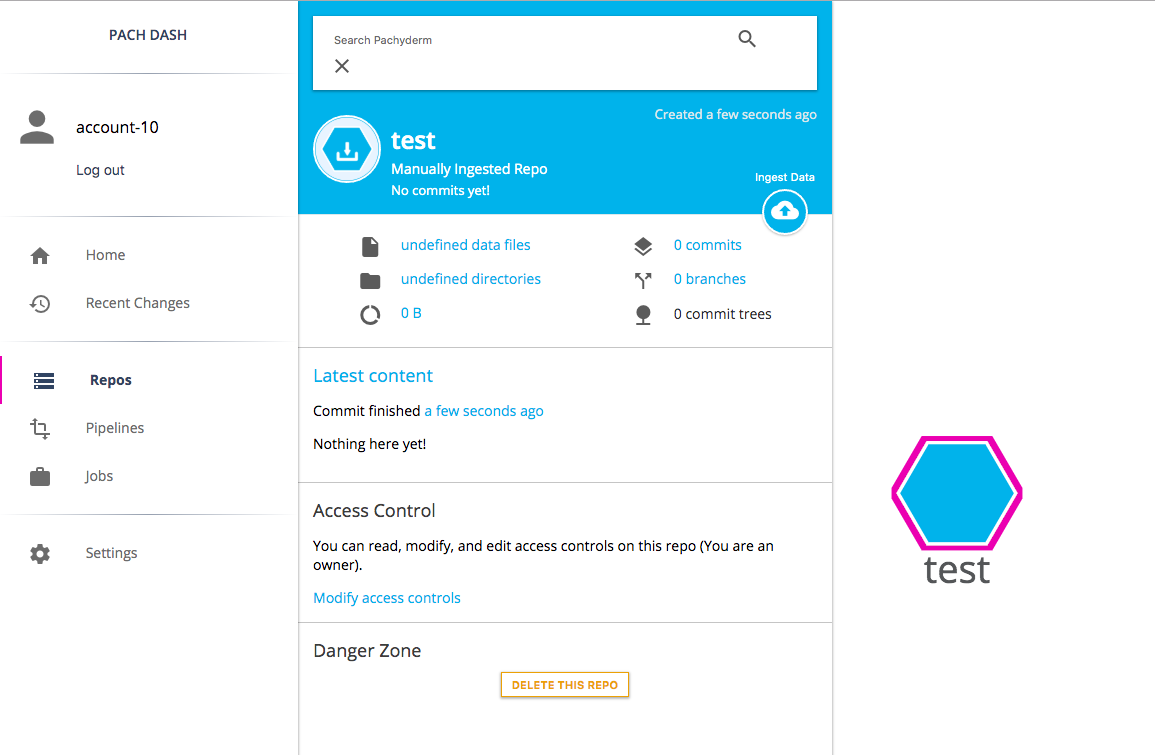 PACH DASH
account-10
Log out
Home
Recent Changes
Repos
Pipelines
Jobs
Settings
Search Pachyderm
Created a few seconds ago
test
Manually Ingested Repo
No commits yet!
Ingest Data
undefined data files
0 commits
undefined directories
0 branches
0 B
0 commit trees
Latest content
Commit finished a few seconds ago
Nothing here yet!
Access Control
You can read, modify, and edit access controls on this repo (You are an
owner).
Modify access controls
Danger Zone
DELETE THIS REPO
test